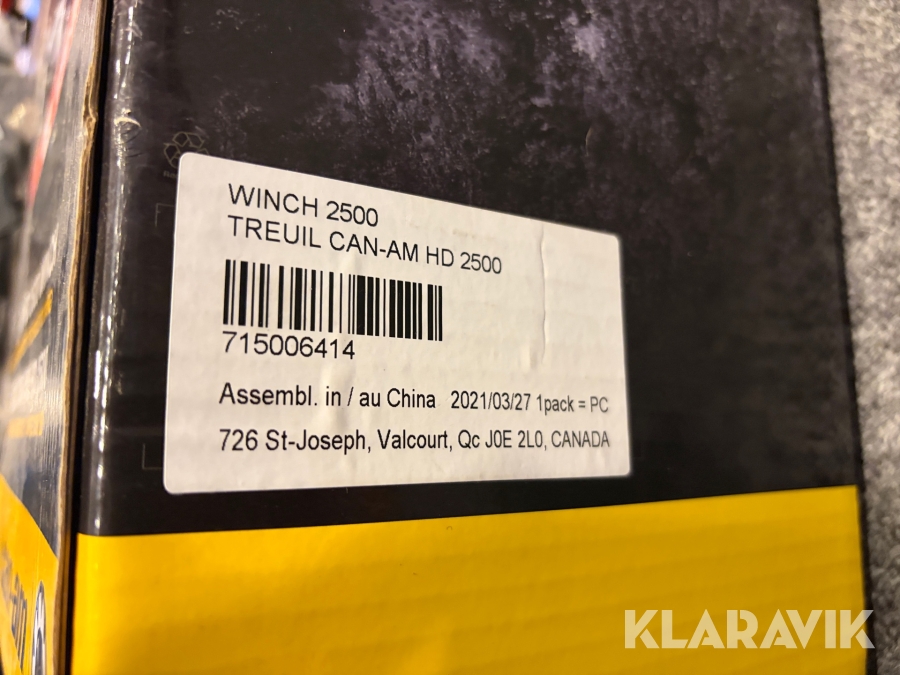 WINCH 2500
TREUIL CAN-AM HD 2500
715006414
Assembl. in / au China 2021/03/27 1pack = PC
726 St-Joseph, Valcourt, Qc J0E 2L0, CANADA
KLARAVIK